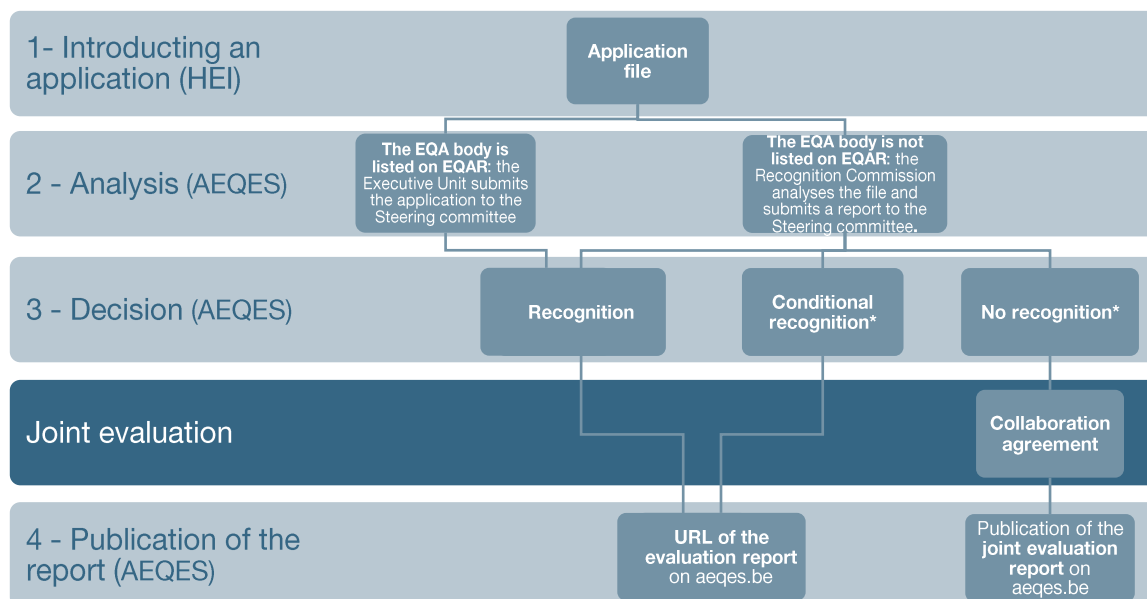 1- Introducting an
application (HEI)
Application
file
2 - Analysis (AEQES)
The EQA body is
listed on EQAR: the
Executive Unit submits
the application to the
Steering committee
The EQA body is not
listed on EQAR: the
Recognition Commission
analyses the file and
submits a report to the
Steering committee.
3 - Decision (AEQES)
Recognition
Conditional
recognition*
No recognition*
Joint evaluation
Collaboration
agreement
4 - Publication of the
report (AEQES)
URL of the
evaluation report
on aeqes.be
Publication of the
joint evaluation
report on
aeqes.be